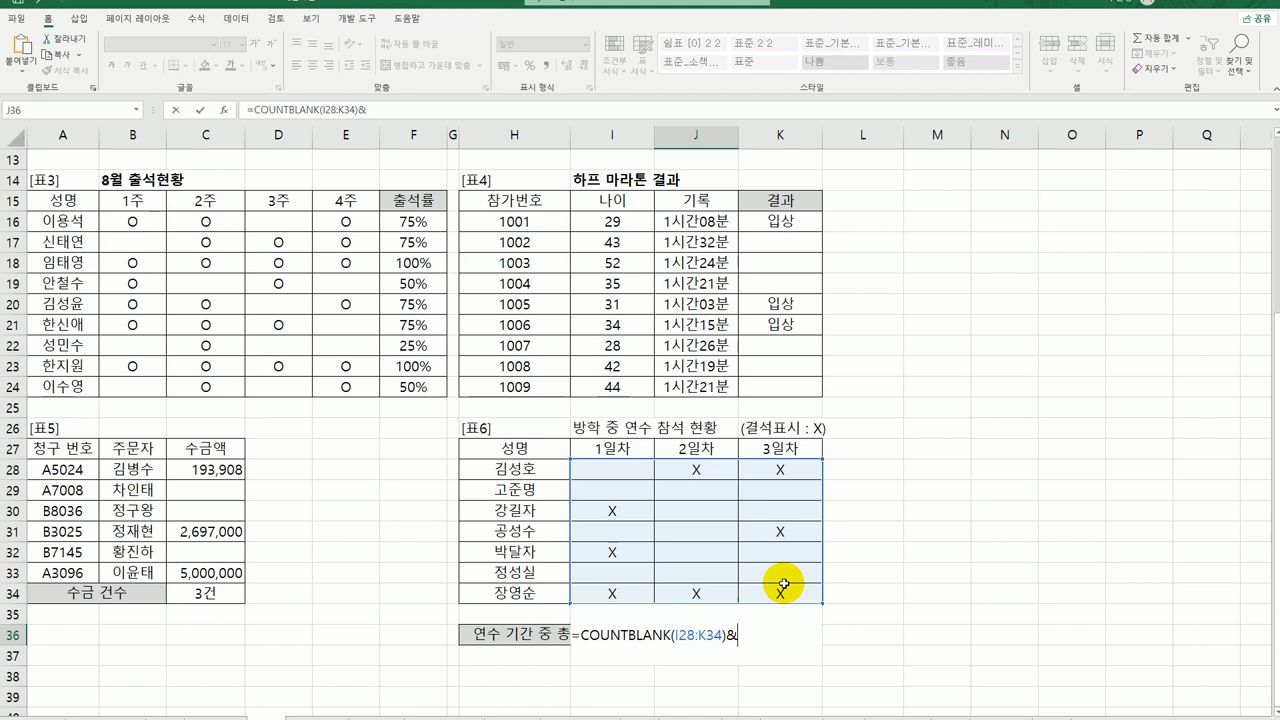 파일 홈 삽입 페이지 레이아웃 수식 데이터 검토 보기 개발 도구 도움말 공유
붙여넣기 잘라내기 복사 서식 복사 11 가 가 가 자동 줄 바꿈 병합하고 가운데 맞춤 일반 조건부 서식 표 서식 쉼표 [0] 2 2 표준 2 2 표준_기본... 표준_기본... 표준_레미... 삽입 삭제 서식 자동 합계 채우기 지우기 정렬 및 필터 찾기 및 선택
표준_소책... 표준 나쁨 보통 좋음
클립보드 글꼴 맞춤 표시 형식 스타일 셀 편집
J36 fx =COUNTBLANK(I28:K34)&
A B C D E F G H I J K L M N O P Q
13
14 [표3] 8월 출석현황 [표4] 하프 마라톤 결과
15 성명 1주 2주 3주 4주 출석률 참가번호 나이 기록 결과
16 이용석 O O O 75% 1001 29 1시간08분 입상
17 신태연 O O O 75% 1002 43 1시간32분
18 임태영 O O O O 100% 1003 52 1시간24분
19 안철수 O O 50% 1004 35 1시간21분
20 김성윤 O O O 75% 1005 31 1시간03분 입상
21 한신애 O O O 75% 1006 34 1시간15분 입상
22 성민수 O 25% 1007 28 1시간26분
23 한지원 O O O O 100% 1008 42 1시간19분
24 이수영 O O 50% 1009 44 1시간21분
25
26 [표5] [표6] 방학 중 연수 참석 현황 (결석표시 : X)
27 청구 번호 주문자 수금액 성명 1일차 2일차 3일차
28 A5024 김병수 193,908 김성호 X X
29 A7008 차인태 고준명
30 B8036 정구왕 강길자 X
31 B3025 정재현 2,697,000 공성수 X
32 B7145 황진하 박달자 X
33 A3096 이윤태 5,000,000 정성실
34 수금 건수 3건 장영순 X X X
35
36 연수 기간 중 총 =COUNTBLANK(I28:K34)&
37
38
39